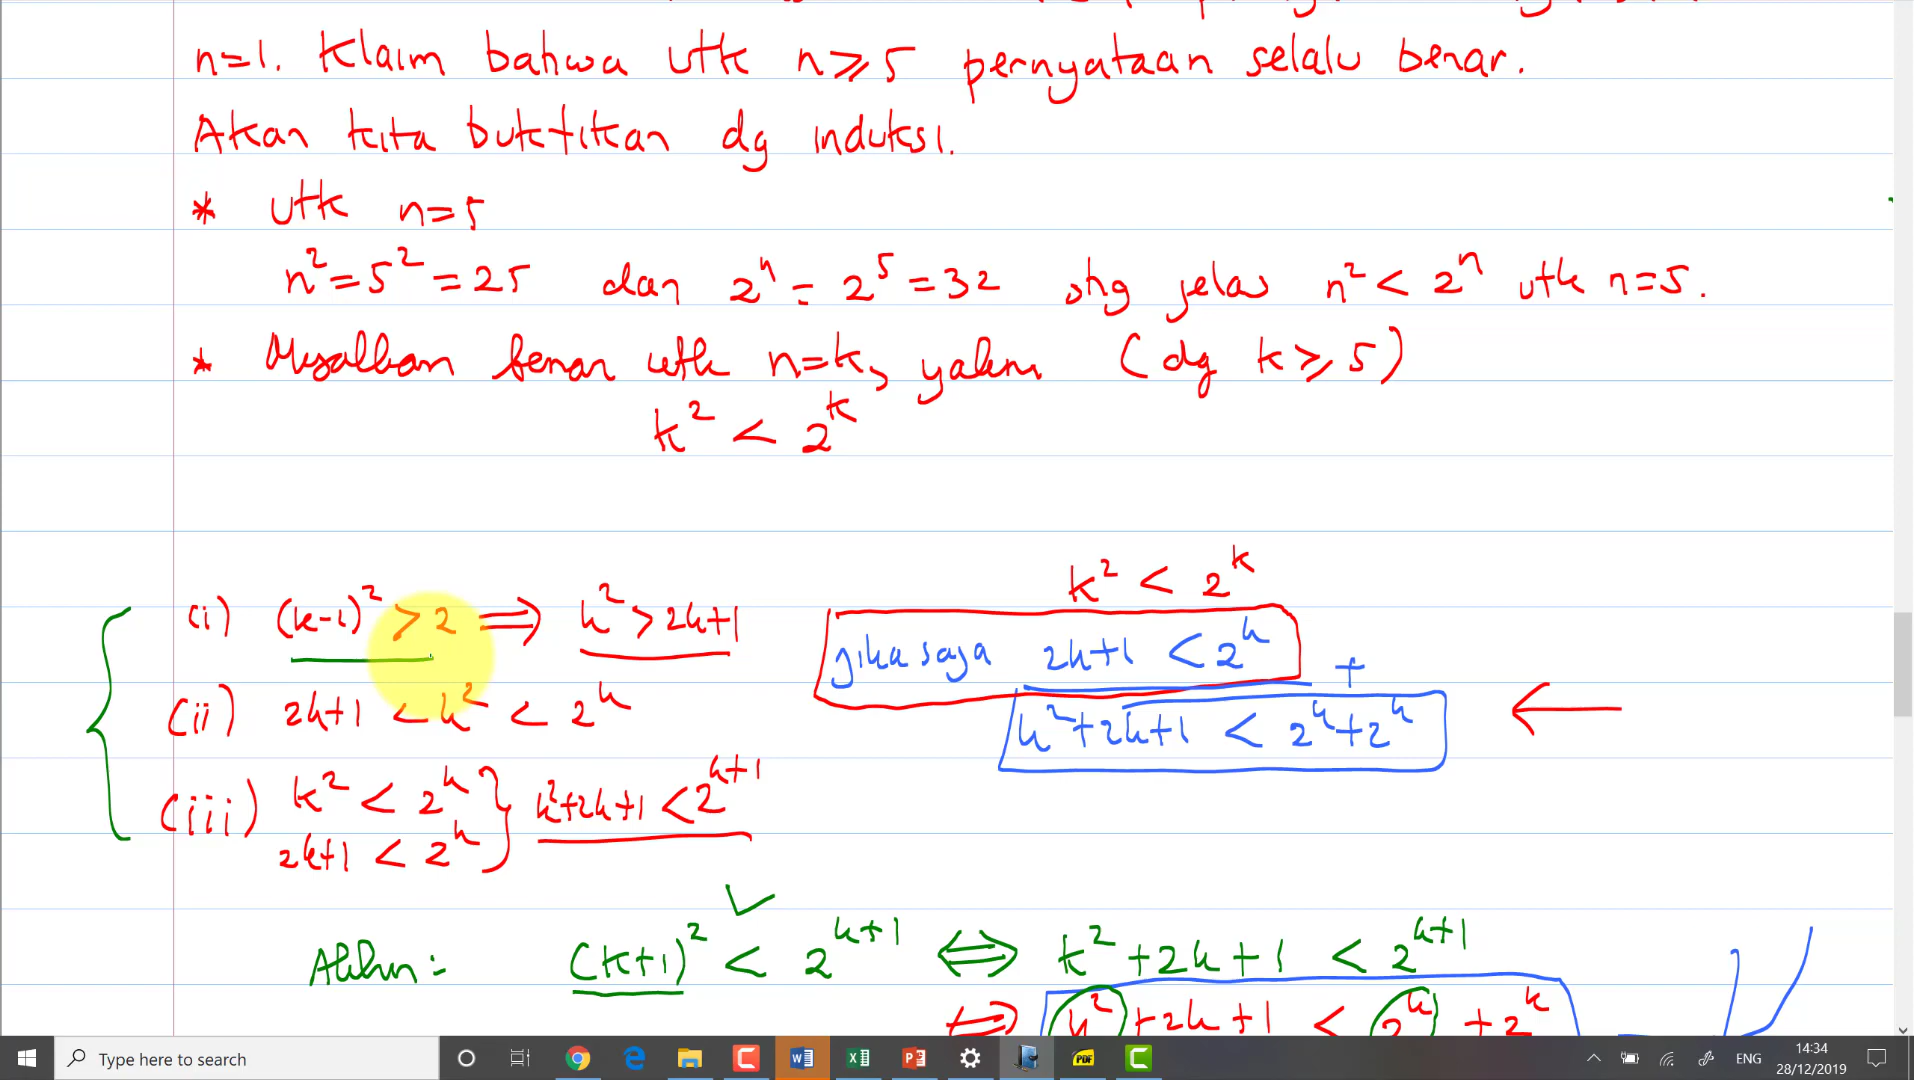 n=1. Klaim bahwa utk n ≥ 5 pernyataan selalu benar.
Akan kita buktikan dg induksi.
* utk n=5
n² = 5² = 25 dan 2ⁿ = 2⁵ = 32 shg jelas n² < 2ⁿ utk n=5.
* Misalkan benar utk n=k, yakni (dg k ≥ 5)
k² < 2ᵏ
k² < 2ᵏ
(i) (k-1)² > 2 ⟹ k² > 2k+1
jika saja 2k+1 < 2ᵏ +
(ii) 2k+1 < k² < 2ᵏ
k²+2k+1 < 2ᵏ+2ᵏ ←
(iii) k² < 2ᵏ
2k+1 < 2ᵏ } k²+2k+1 < 2ᵏ⁺¹
✓
Akibn: (k+1)² < 2ᵏ⁺¹ ⟺ k²+2k+1 < 2ᵏ⁺¹
⟺ k²+2k+1 < 2ᵏ + 2ᵏ
Type here to search
ENG
14:34
28/12/2019